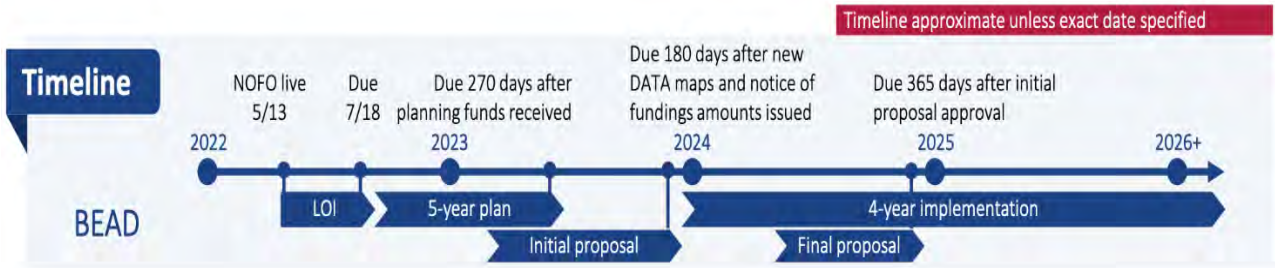 Timeline approximate unless exact date specified
Timeline
NOFO live
5/13
Due
7/18
Due 270 days after
planning funds received
Due 180 days after new
DATA maps and notice of
fundings amounts issued
Due 365 days after initial
proposal approval
2022
2023
2024
2025
2026+
BEAD
LOI
5-year plan
4-year implementation
Initial proposal
Final proposal